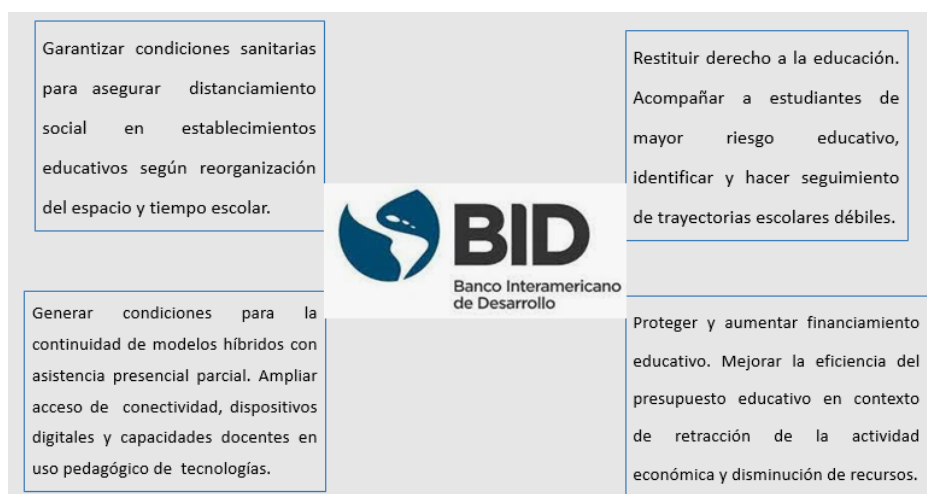 Garantizar condiciones sanitarias
para asegurar distanciamiento
social en establecimientos
educativos según reorganización
del espacio y tiempo escolar.
Restituir derecho a la educación.
Acompañar a estudiantes de
mayor riesgo educativo,
identificar y hacer seguimiento
de trayectorias escolares débiles.
BID
Banco Interamericano
de Desarrollo
Generar condiciones para la
continuidad de modelos híbridos con
asistencia presencial parcial. Ampliar
acceso de conectividad, dispositivos
digitales y capacidades docentes en
uso pedagógico de tecnologías.
Proteger y aumentar financiamiento
educativo. Mejorar la eficiencia del
presupuesto educativo en contexto
de retracción de la actividad
económica y disminución de recursos.